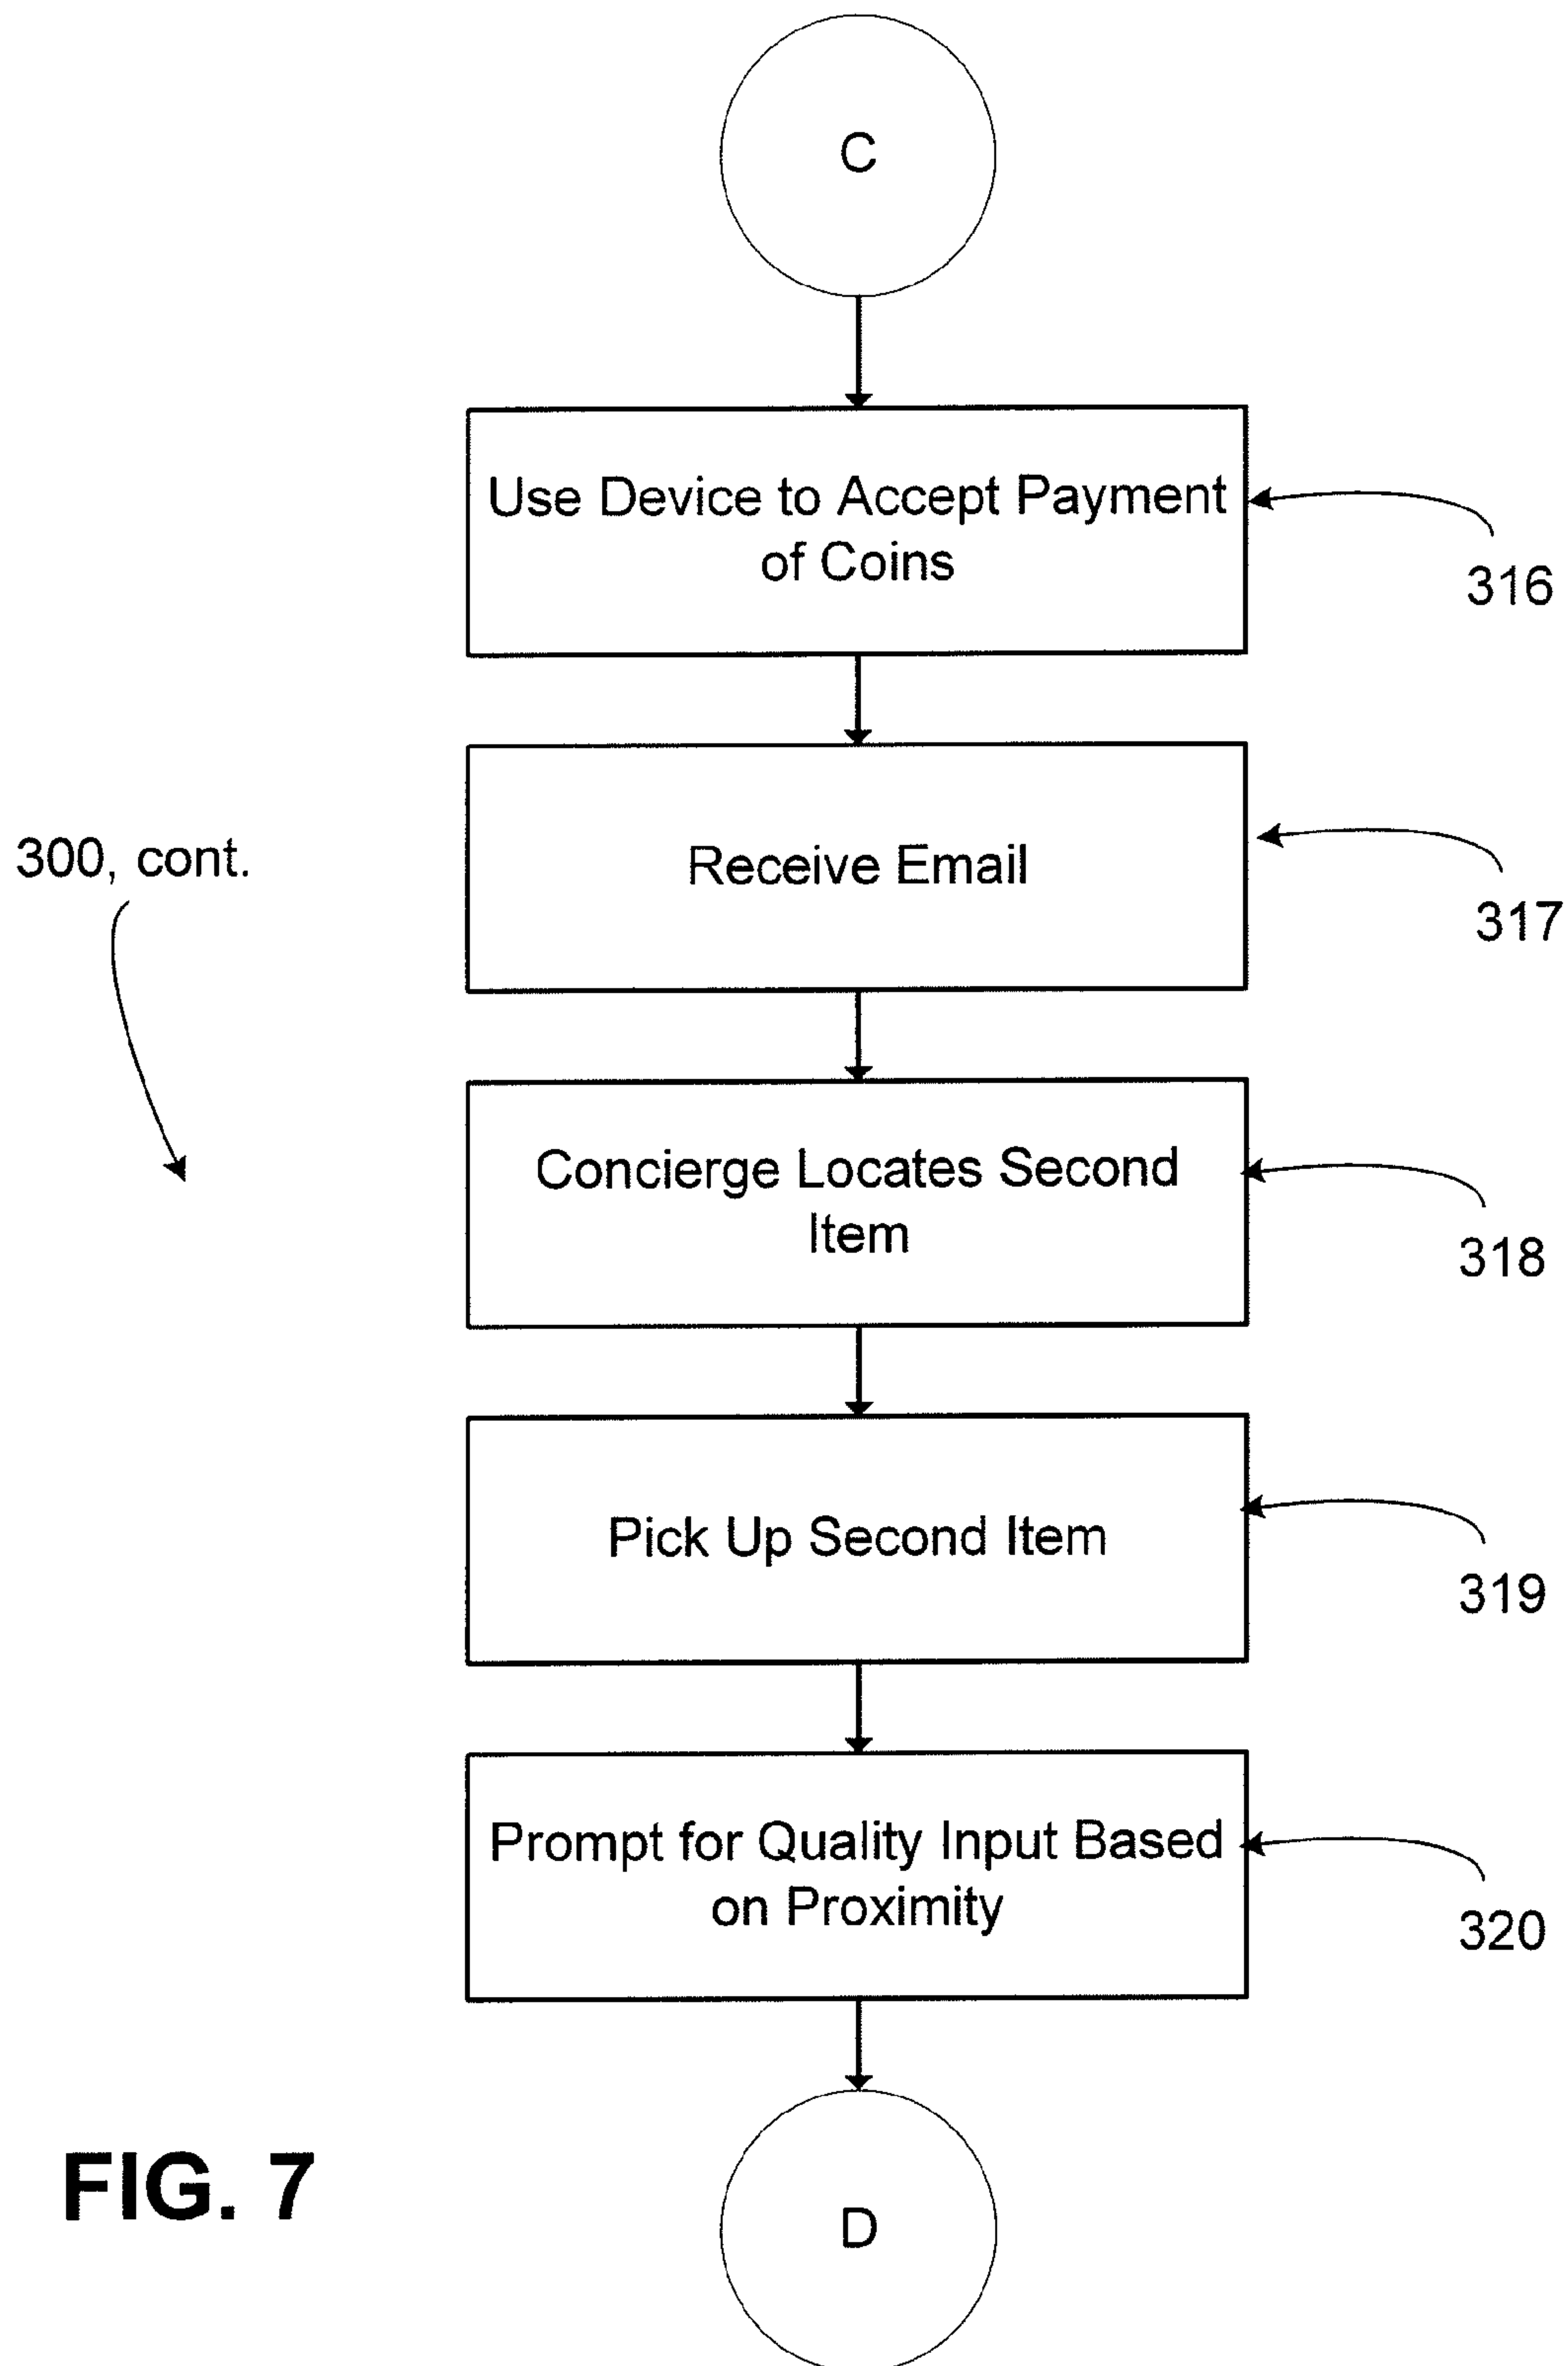 C
Use Device to Accept Payment
of Coins
316
300, cont.
Receive Email
317
Concierge Locates Second
Item
318
Pick Up Second Item
319
Prompt for Quality Input Based
on Proximity
320
FIG. 7
D